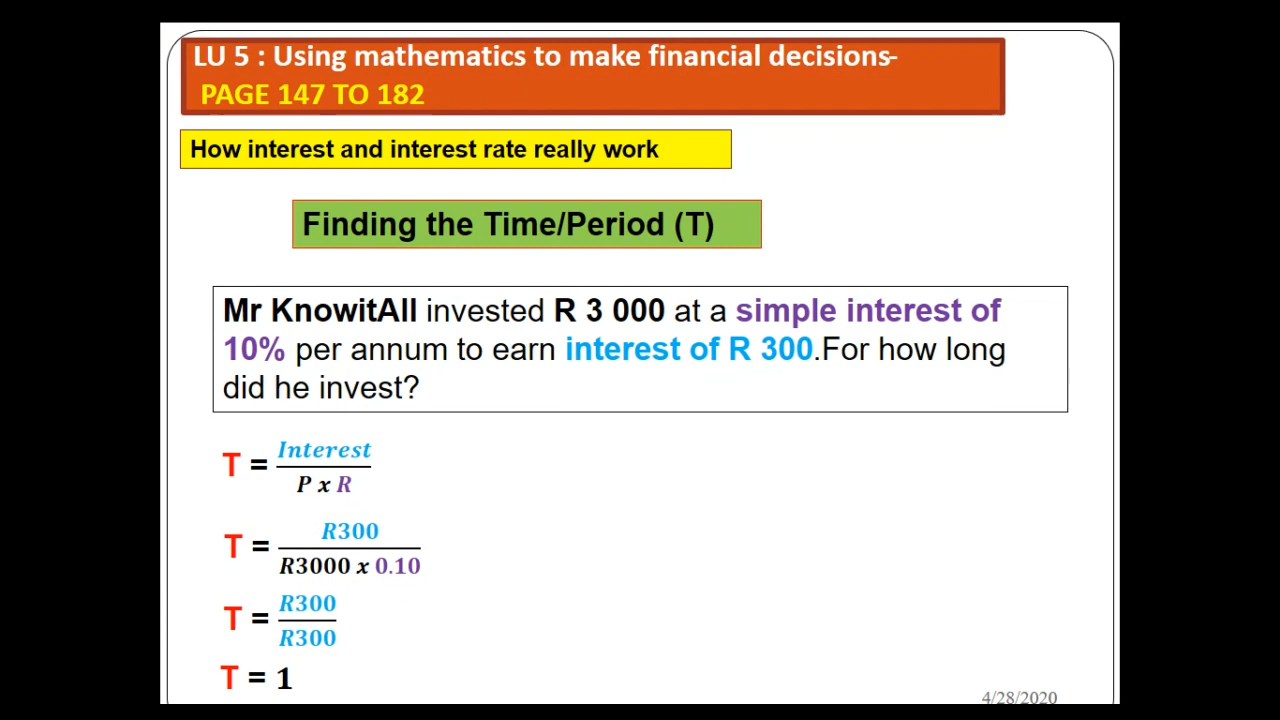 LU 5 : Using mathematics to make financial decisions-
PAGE 147 TO 182
How interest and interest rate really work
Finding the Time/Period (T)
Mr KnowitAll invested R 3 000 at a simple interest of
10% per annum to earn interest of R 300.For how long
did he invest?
T = Interest
P x R
T = R300
R3000 x 0.10
T = R300
R300
T = 1
4/28/2020